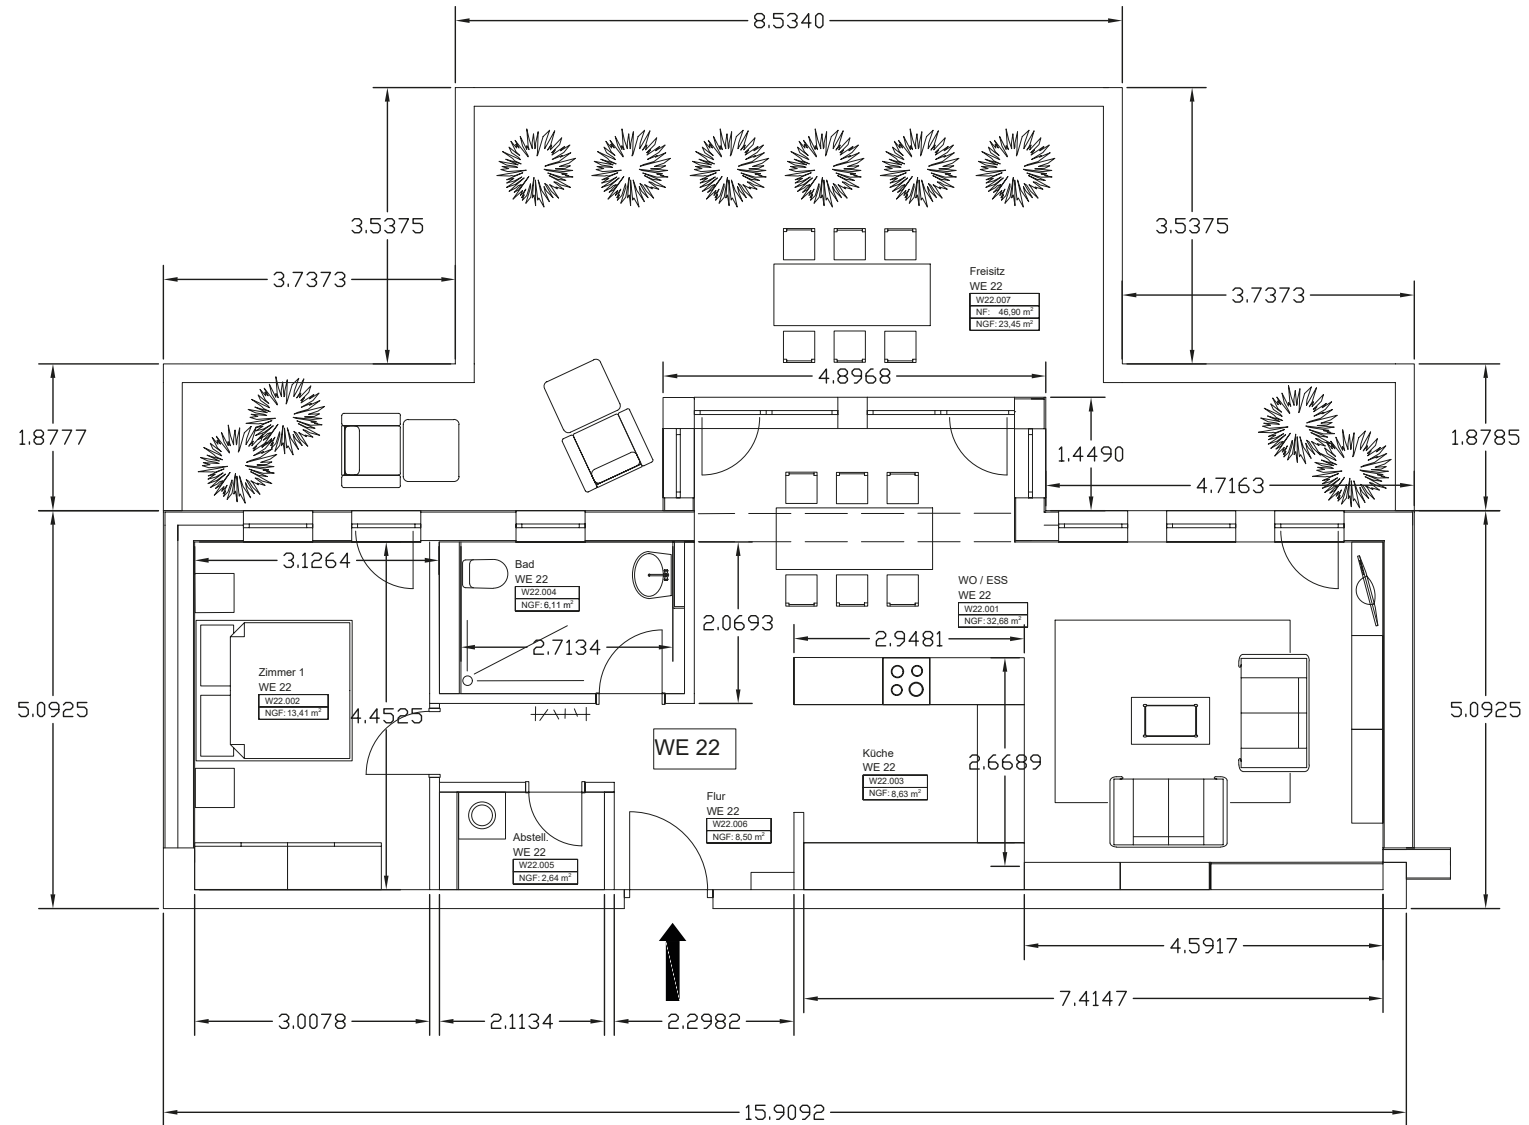 8.5340
3.5375
3.5375
3.7373
Freisitz
WE 22
W22.007
NF: 46,90 m²
NGF: 23,45 m²
3.7373
4.8968
1.8777
1.4490
1.8785
4.7163
3.1264
Bad
WE 22
W22.004
NGF: 6,11 m²
WO / ESS
WE 22
W22.001
NGF: 32,68 m²
2.0693
2.7134
2.9481
Zimmer 1
WE 22
W22.002
NGF: 13,41 m²
5.0925
4.4525
5.0925
WE 22
Küche
WE 22
W22.003
NGF: 8,63 m²
2.6689
Flur
WE 22
W22.006
NGF: 8,50 m²
Abstell.
WE 22
W22.005
NGF: 2,64 m²
4.5917
7.4147
3.0078
2.1134
2.2982
15.9092